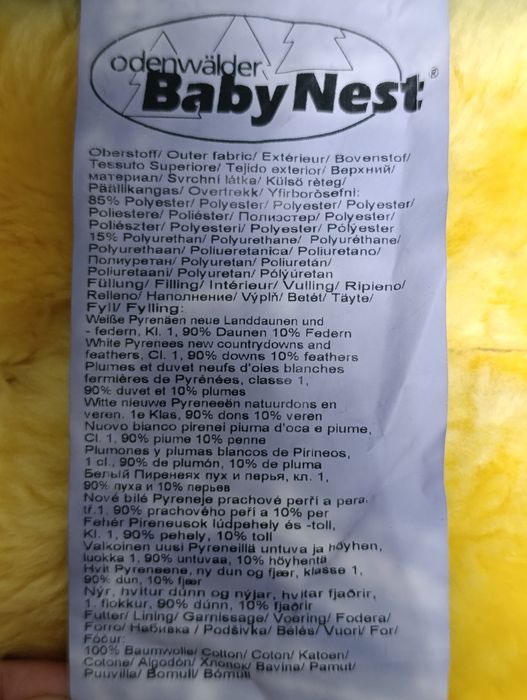 odenwälder
BabyNest®
Oberstoff/ Outer fabric/ Extérieur/ Bovenstof/
Tessuto Superiore/ Tejido exterior/ Верхний/
материал/ Svrchní látka/ Külső réteg/
Päällikangas/ Overtrekk/ Yfirborösefni:
85% Polyester/ Polyester/ Polyester/ Polyester/
Poliestere/ Poliéster/ Полиэстер/ Polyester/
Poliészter/ Polyesteri/ Polyester/ Pólýester
15% Polyurethan/ Polyurethane/ Polyuréthane/
Polyurethaan/ Poliueretanica/ Poliuretano/
Полиуретан/ Polyuretan/ Poliuretán/
Poliuretaani/ Polyuretan/ Pólýúretan
Füllung/ Filling/ Intérieur/ Vulling/ Ripieno/
Relleno/ Наполнение/ Výplň/ Betét/ Täyte/
Fyll/ Fylling:
Weiße Pyrenäen neue Landdaunen und
- federn, Kl. 1, 90% Daunen 10% Federn
White Pyrenees new countrydowns and
feathers, Cl. 1, 90% downs 10% feathers
Plumes et duvet neufs d'oies blanches
fermières de Pyrénées, classe 1,
90% duvet et 10% plumes
Witte nieuwe Pyreneeën natuurdons en
veren. 1e Klas, 90% dons 10% veren
Nuovo bianco pirenei piuma d'oca e piume,
Cl. 1, 90% piume 10% penne
Plumones y plumas blancos de Pirineos,
1 cl., 90% de plumón, 10% de pluma
Белый Пиренеях пух и перья, кл. 1,
90% пуха и 10% перьев
Nové bílé Pyreneje prachové peří a pera,
tř.1, 90% prachového peří a 10% per
Fehér Pireneusok lúdpehely és -toll,
Kl. 1, 90% pehely, 10% toll
Valkoinen uusi Pyreneillä untuva ja höyhen,
luokka 1, 90% untuvaa, 10% höyhentä
Hvit Pyreneene, ny dun og fjær, klasse 1,
90% dun, 10% fjær
Nýr, hvítur dúnn og nýjar, hvítar fjaðrir,
1. flokkur, 90% dúnn, 10% fjaðrir
Futter/ Lining/ Garnissage/ Voering/ Fodera/
Forro/ Набивка / Podšívka/ Bélés/ Vuori/ For/
Fóður:
100% Baumwolle/ Cotton/ Coton/ Katoen/
Cotone/ Algodón/ Хлопок/ Bavlna/ Pamut/
Puuvilla/ Bomull/ Bómull